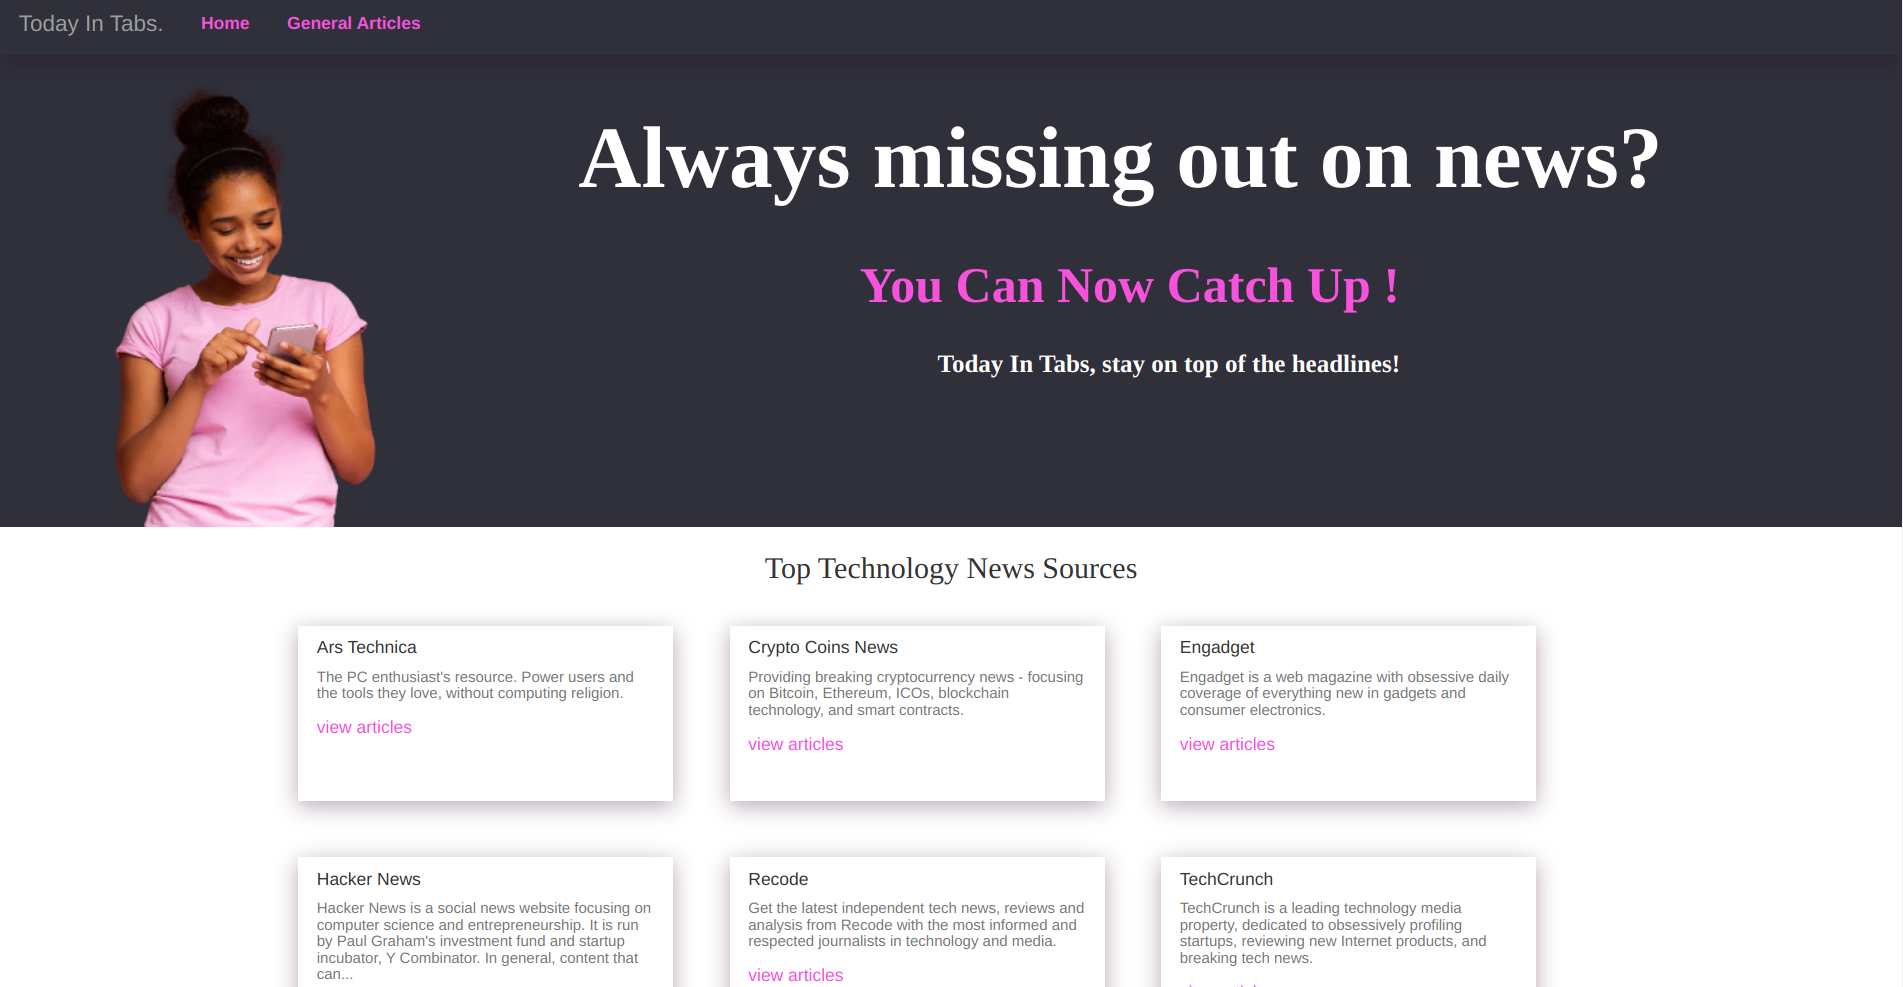 Today In Tabs. Home General Articles
Always missing out on news?
You Can Now Catch Up !
Today In Tabs, stay on top of the headlines!
Top Technology News Sources
Ars Technica
The PC enthusiast's resource. Power users and
the tools they love, without computing religion.
view articles
Crypto Coins News
Providing breaking cryptocurrency news - focusing
on Bitcoin, Ethereum, ICOs, blockchain
technology, and smart contracts.
view articles
Engadget
Engadget is a web magazine with obsessive daily
coverage of everything new in gadgets and
consumer electronics.
view articles
Hacker News
Hacker News is a social news website focusing on
computer science and entrepreneurship. It is run
by Paul Graham's investment fund and startup
incubator, Y Combinator. In general, content that
can...
Recode
Get the latest independent tech news, reviews and
analysis from Recode with the most informed and
respected journalists in technology and media.
view articles
TechCrunch
TechCrunch is a leading technology media
property, dedicated to obsessively profiling
startups, reviewing new Internet products, and
breaking tech news.